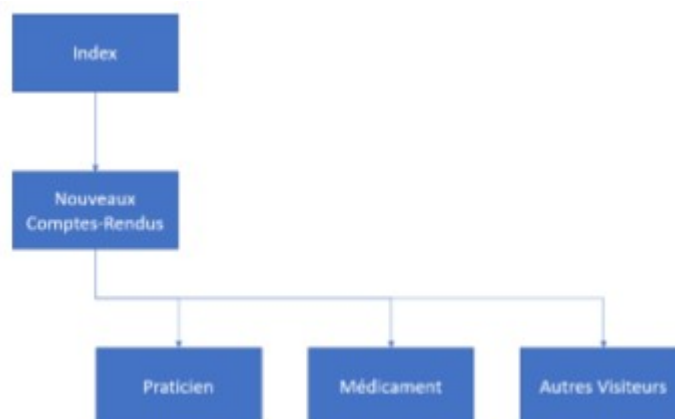 Index
Nouveaux
Comptes-Rendus
Praticien
Médicament
Autres Visiteurs